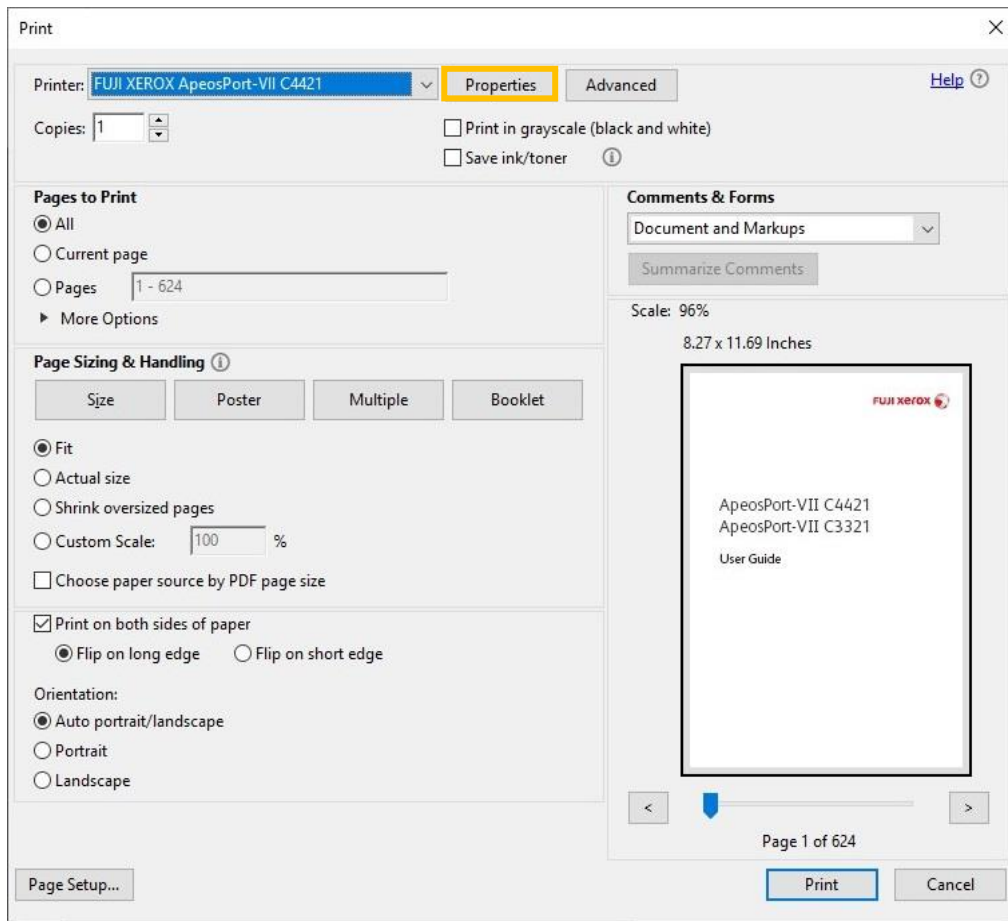 Print
Printer: FUJI XEROX ApeosPort-VII C4421 Properties Advanced Help
Copies: 1 Print in grayscale (black and white)
Save ink/toner
Pages to Print
All
Current page
Pages 1 - 624
More Options
Comments & Forms
Document and Markups
Summarize Comments
Page Sizing & Handling
Size Poster Multiple Booklet
Fit
Actual size
Shrink oversized pages
Custom Scale: 100 %
Choose paper source by PDF page size
Print on both sides of paper
Flip on long edge Flip on short edge
Orientation:
Auto portrait/landscape
Portrait
Landscape
Scale: 96%
8.27 x 11.69 Inches
FUJI xerox
ApeosPort-VII C4421
ApeosPort-VII C3321
User Guide
< >
Page 1 of 624
Page Setup... Print Cancel